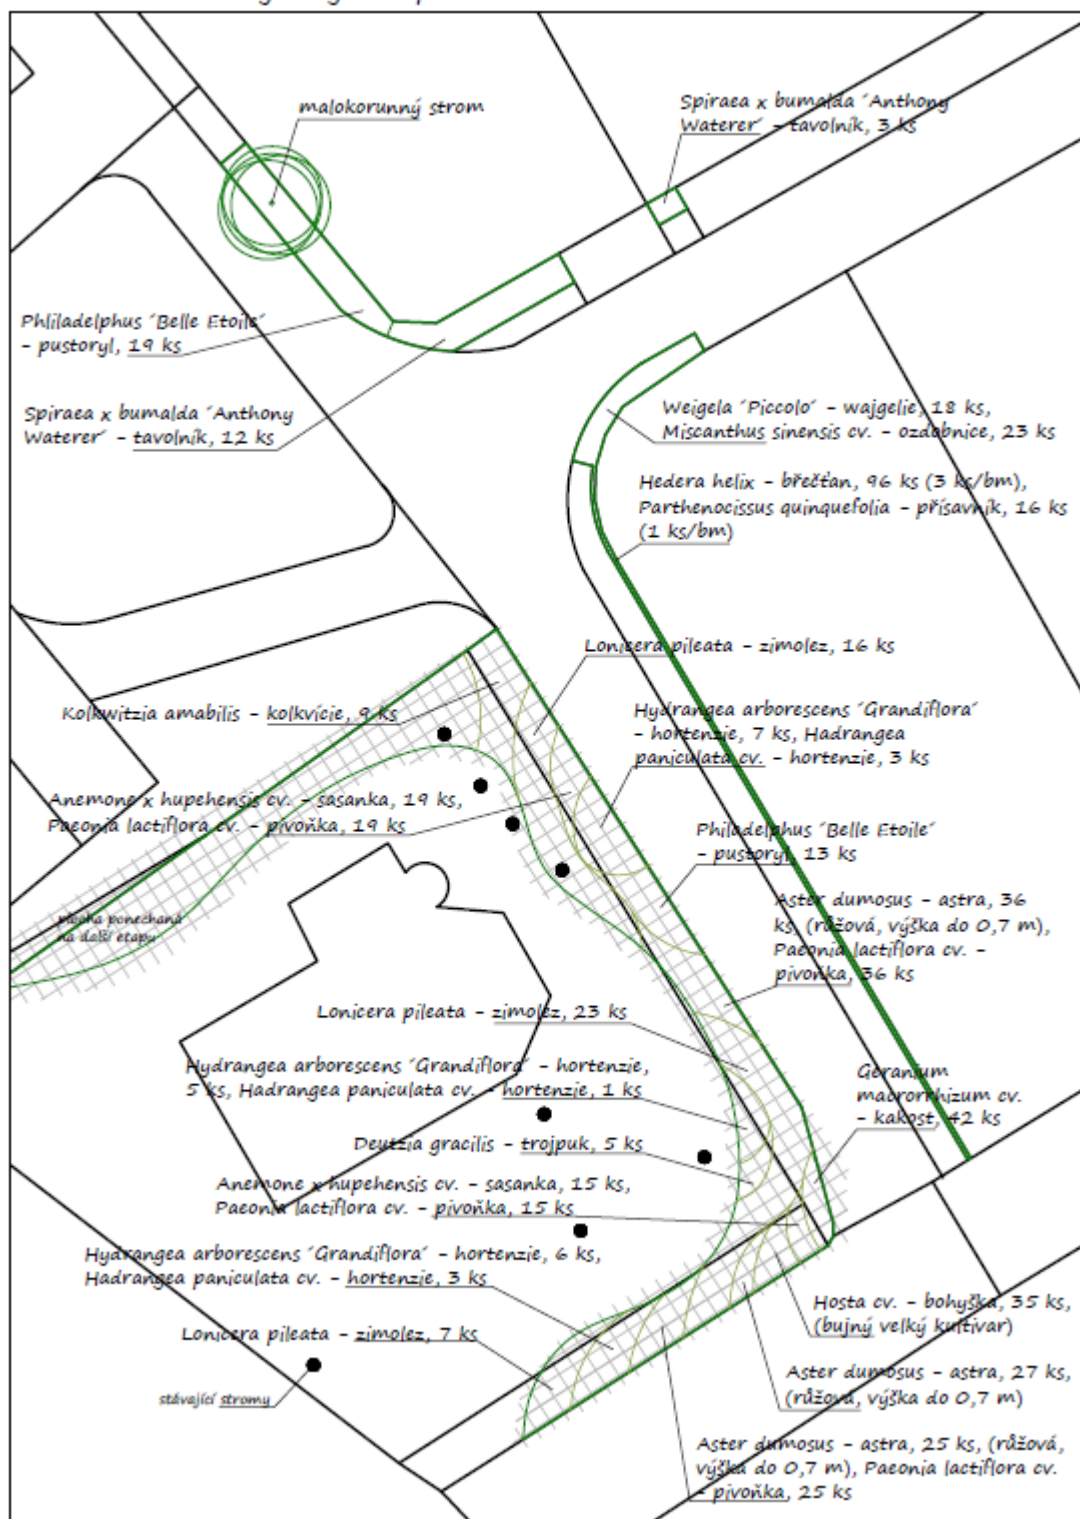 malokorunný strom
Spiraea x bumalda ´Anthony
Waterer´ - tavolník, 3 ks
Phliladelphus ´Belle Etoile´
- pustoryl, 19 ks
Spiraea x bumalda ´Anthony
Waterer´ - tavolník, 12 ks
Weigela ´Piccolo´ - wajgelie, 18 ks,
Miscanthus sinensis cv. - ozdobnice, 23 ks
Hedera helix - břečťan, 96 ks (3 ks/bm),
Parthenocissus quinquefolia - přísavník, 16 ks
(1 ks/bm)
Lonicera pileata - zimolez, 16 ks
Kolkwitzia amabilis - kolkvície, 9 ks
Hydrangea arborescens ´Grandiflora´
- hortenzie, 7 ks, Hadrangea
paniculata cv. - hortenzie, 3 ks
Anemone x hupehensis cv. - sasanka, 19 ks,
Paeonia lactiflora cv. - pivoňka, 19 ks
Philadelphus ´Belle Etoile´
- pustoryl, 13 ks
Aster dumosus - astra, 36
ks, (růžová, výška do 0,7 m),
Paeonia lactiflora cv. -
pivoňka, 36 ks
plocha ponechaná
na další etapu
Lonicera pileata - zimolez, 23 ks
Hydrangea arborescens ´Grandiflora´ - hortenzie,
5 ks, Hadrangea paniculata cv. - hortenzie, 1 ks
Geranium
macrorrhizum cv.
- kakost, 42 ks
Deutzia gracilis - trojpuk, 5 ks
Anemone x hupehensis cv. - sasanka, 15 ks,
Paeonia lactiflora cv. - pivoňka, 15 ks
Hydrangea arborescens ´Grandiflora´ - hortenzie, 6 ks,
Hadrangea paniculata cv. - hortenzie, 3 ks
Hosta cv. - bohyška, 35 ks,
(bujný velký kultivar)
Lonicera pileata - zimolez, 7 ks
Aster dumosus - astra, 27 ks,
(růžová, výška do 0,7 m)
stávající stromy
Aster dumosus - astra, 25 ks, (růžová,
výška do 0,7 m), Paeonia lactiflora cv.
- pivoňka, 25 ks